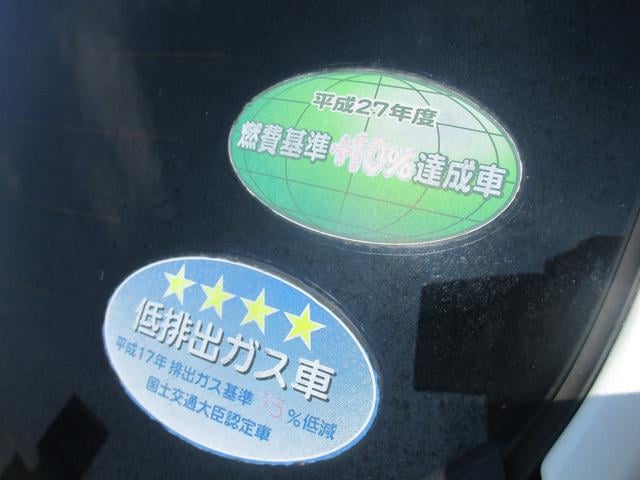 平成27年度
燃費基準+10%達成車
低排出ガス車
平成17年 排出ガス基準 75%低減
国土交通大臣認定車